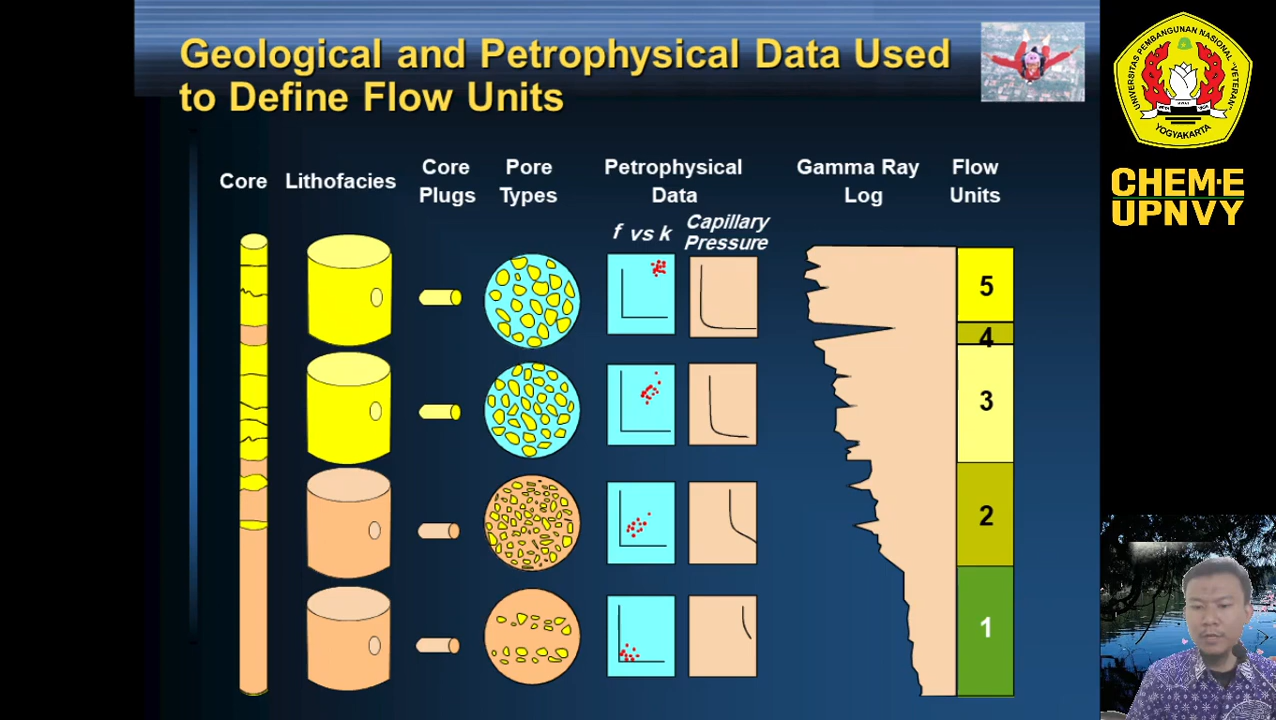 Geological and Petrophysical Data Used
to Define Flow Units
Core
Lithofacies
Core
Plugs
Pore
Types
Petrophysical
Data
Gamma Ray
Log
Flow
Units
f vs k
Capillary
Pressure
5
4
3
2
1
UNIVERSITAS PEMBANGUNAN NASIONAL "VETERAN"
YOGYAKARTA
CHEM-E
UPNVY